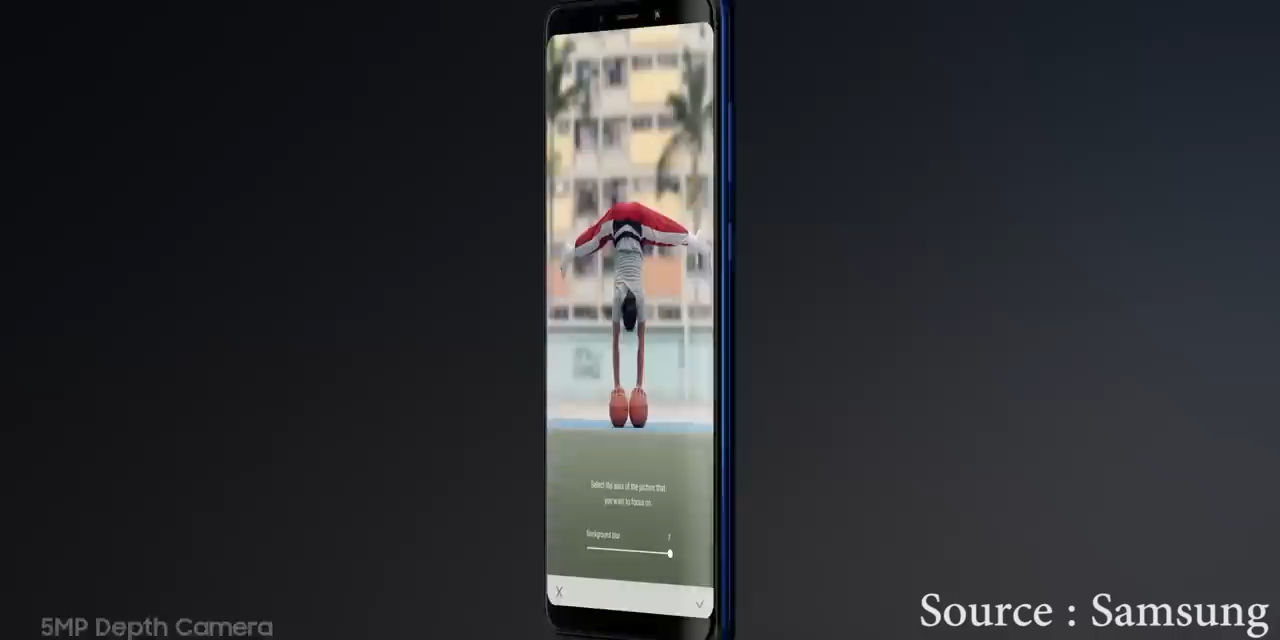 Select the area of the picture that
you want to focus on.
Background blur 7
5MP Depth Camera
Source : Samsung